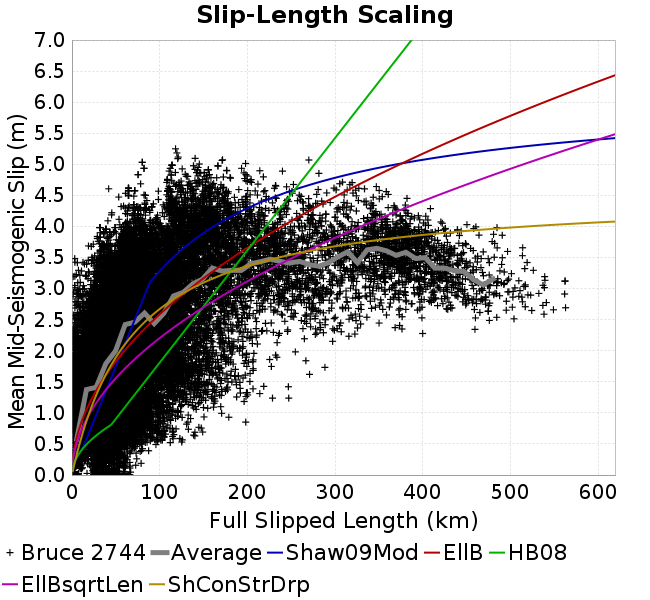 Slip-Length Scaling
Mean Mid-Seismogenic Slip (m)
7.0
6.5
6.0
5.5
5.0
4.5
4.0
3.5
3.0
2.5
2.0
1.5
1.0
0.5
0.0
0 100 200 300 400 500 600
Full Slipped Length (km)
Bruce 2744 Average Shaw09Mod EllB HB08
EllBsqrtLen ShConStrDrp